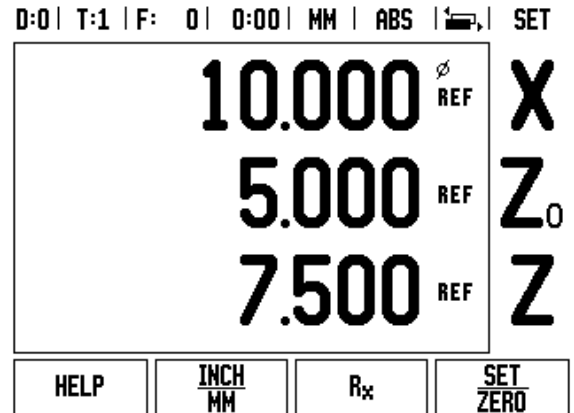 D:0 | T:1 | F: 0 | 0:00 | MM | ABS | SET
10.000 Ø REF X
5.000 REF Z0
7.500 REF Z
HELP
INCH
MM
Rx
SET
ZERO